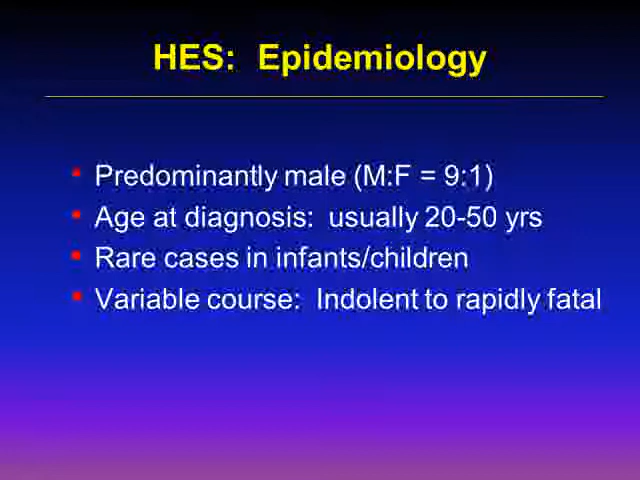 HES:  Epidemiology
▪ Predominantly male (M:F = 9:1)
▪ Age at diagnosis:  usually 20-50 yrs
▪ Rare cases in infants/children
▪ Variable course:  Indolent to rapidly fatal